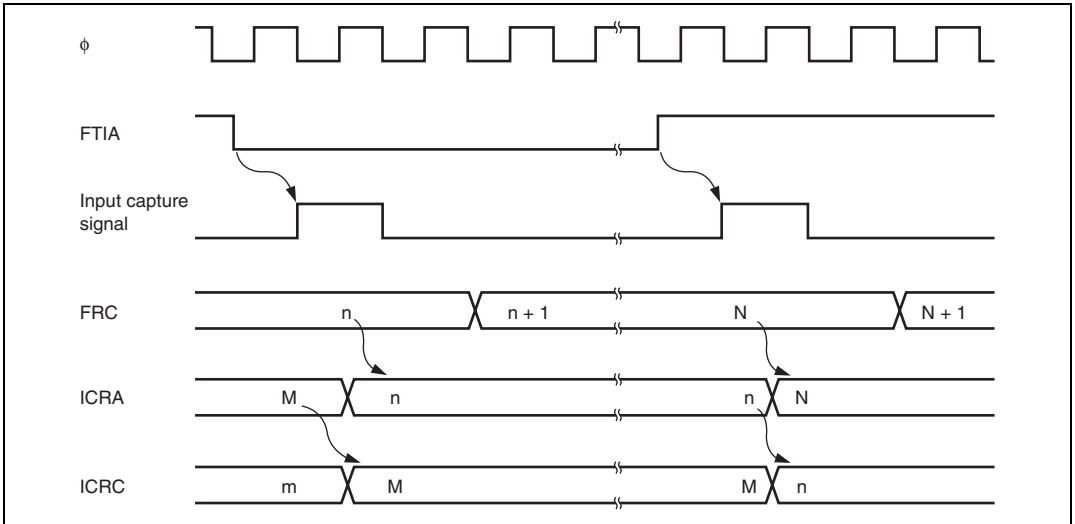 ϕ
FTIA
Input capture
signal
FRC n n + 1 N N + 1
ICRA M n n N
ICRC m M M n